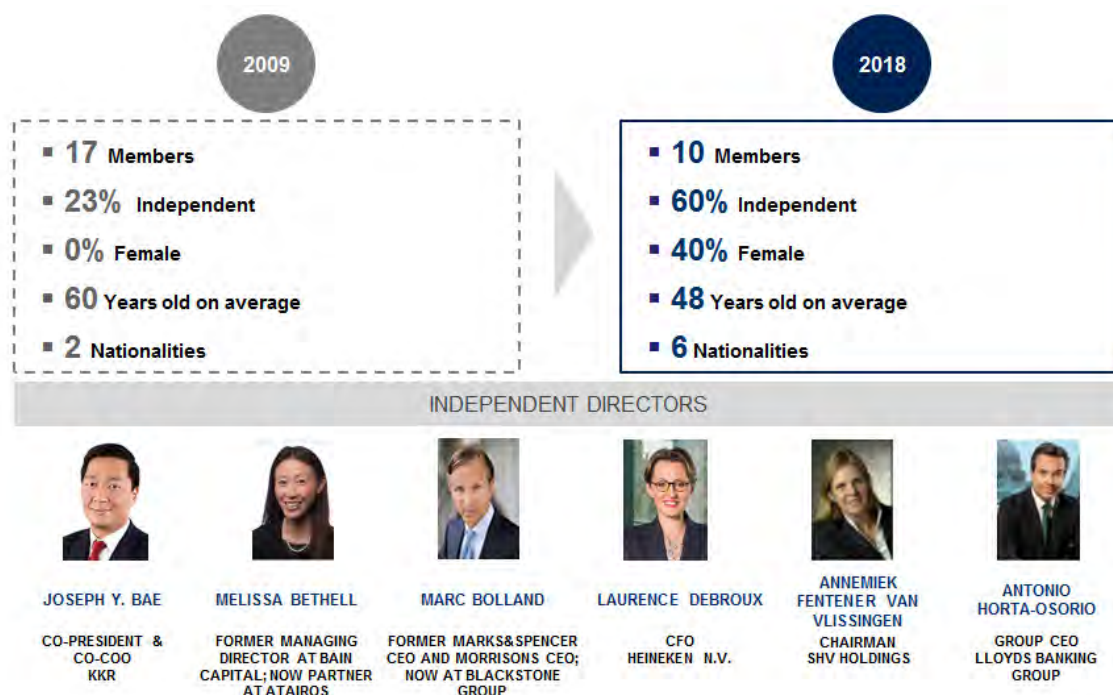 2009
2018
▪ 17 Members
▪ 23% Independent
▪ 0% Female
▪ 60 Years old on average
▪ 2 Nationalities
▪ 10 Members
▪ 60% Independent
▪ 40% Female
▪ 48 Years old on average
▪ 6 Nationalities
INDEPENDENT DIRECTORS
JOSEPH Y. BAE
CO-PRESIDENT &
CO-COO
KKR
MELISSA BETHELL
FORMER MANAGING
DIRECTOR AT BAIN
CAPITAL; NOW PARTNER
AT ATAIROS
MARC BOLLAND
FORMER MARKS&SPENCER
CEO AND MORRISONS CEO;
NOW AT BLACKSTONE
GROUP
LAURENCE DEBROUX
CFO
HEINEKEN N.V.
ANNEMIEK
FENTENER VAN
VLISSINGEN
CHAIRMAN
SHV HOLDINGS
ANTONIO
HORTA-OSORIO
GROUP CEO
LLOYDS BANKING
GROUP